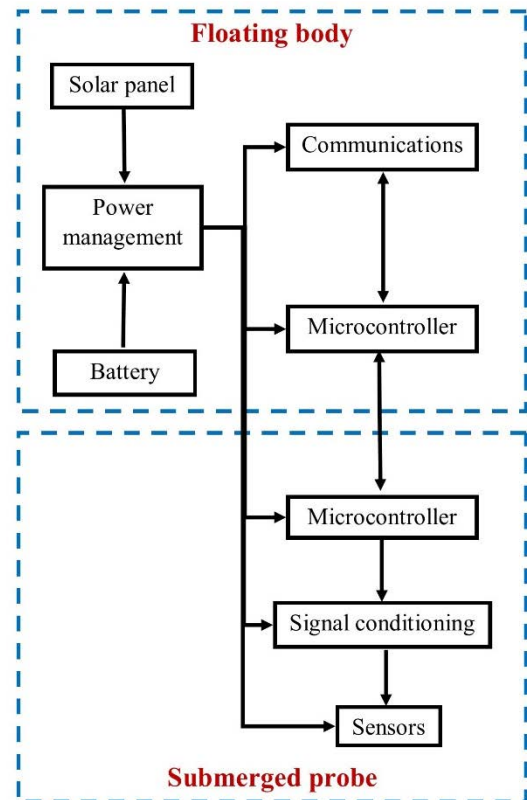 Floating body
Solar panel
Communications
Power
management
Microcontroller
Battery
Microcontroller
Signal conditioning
Sensors
Submerged probe